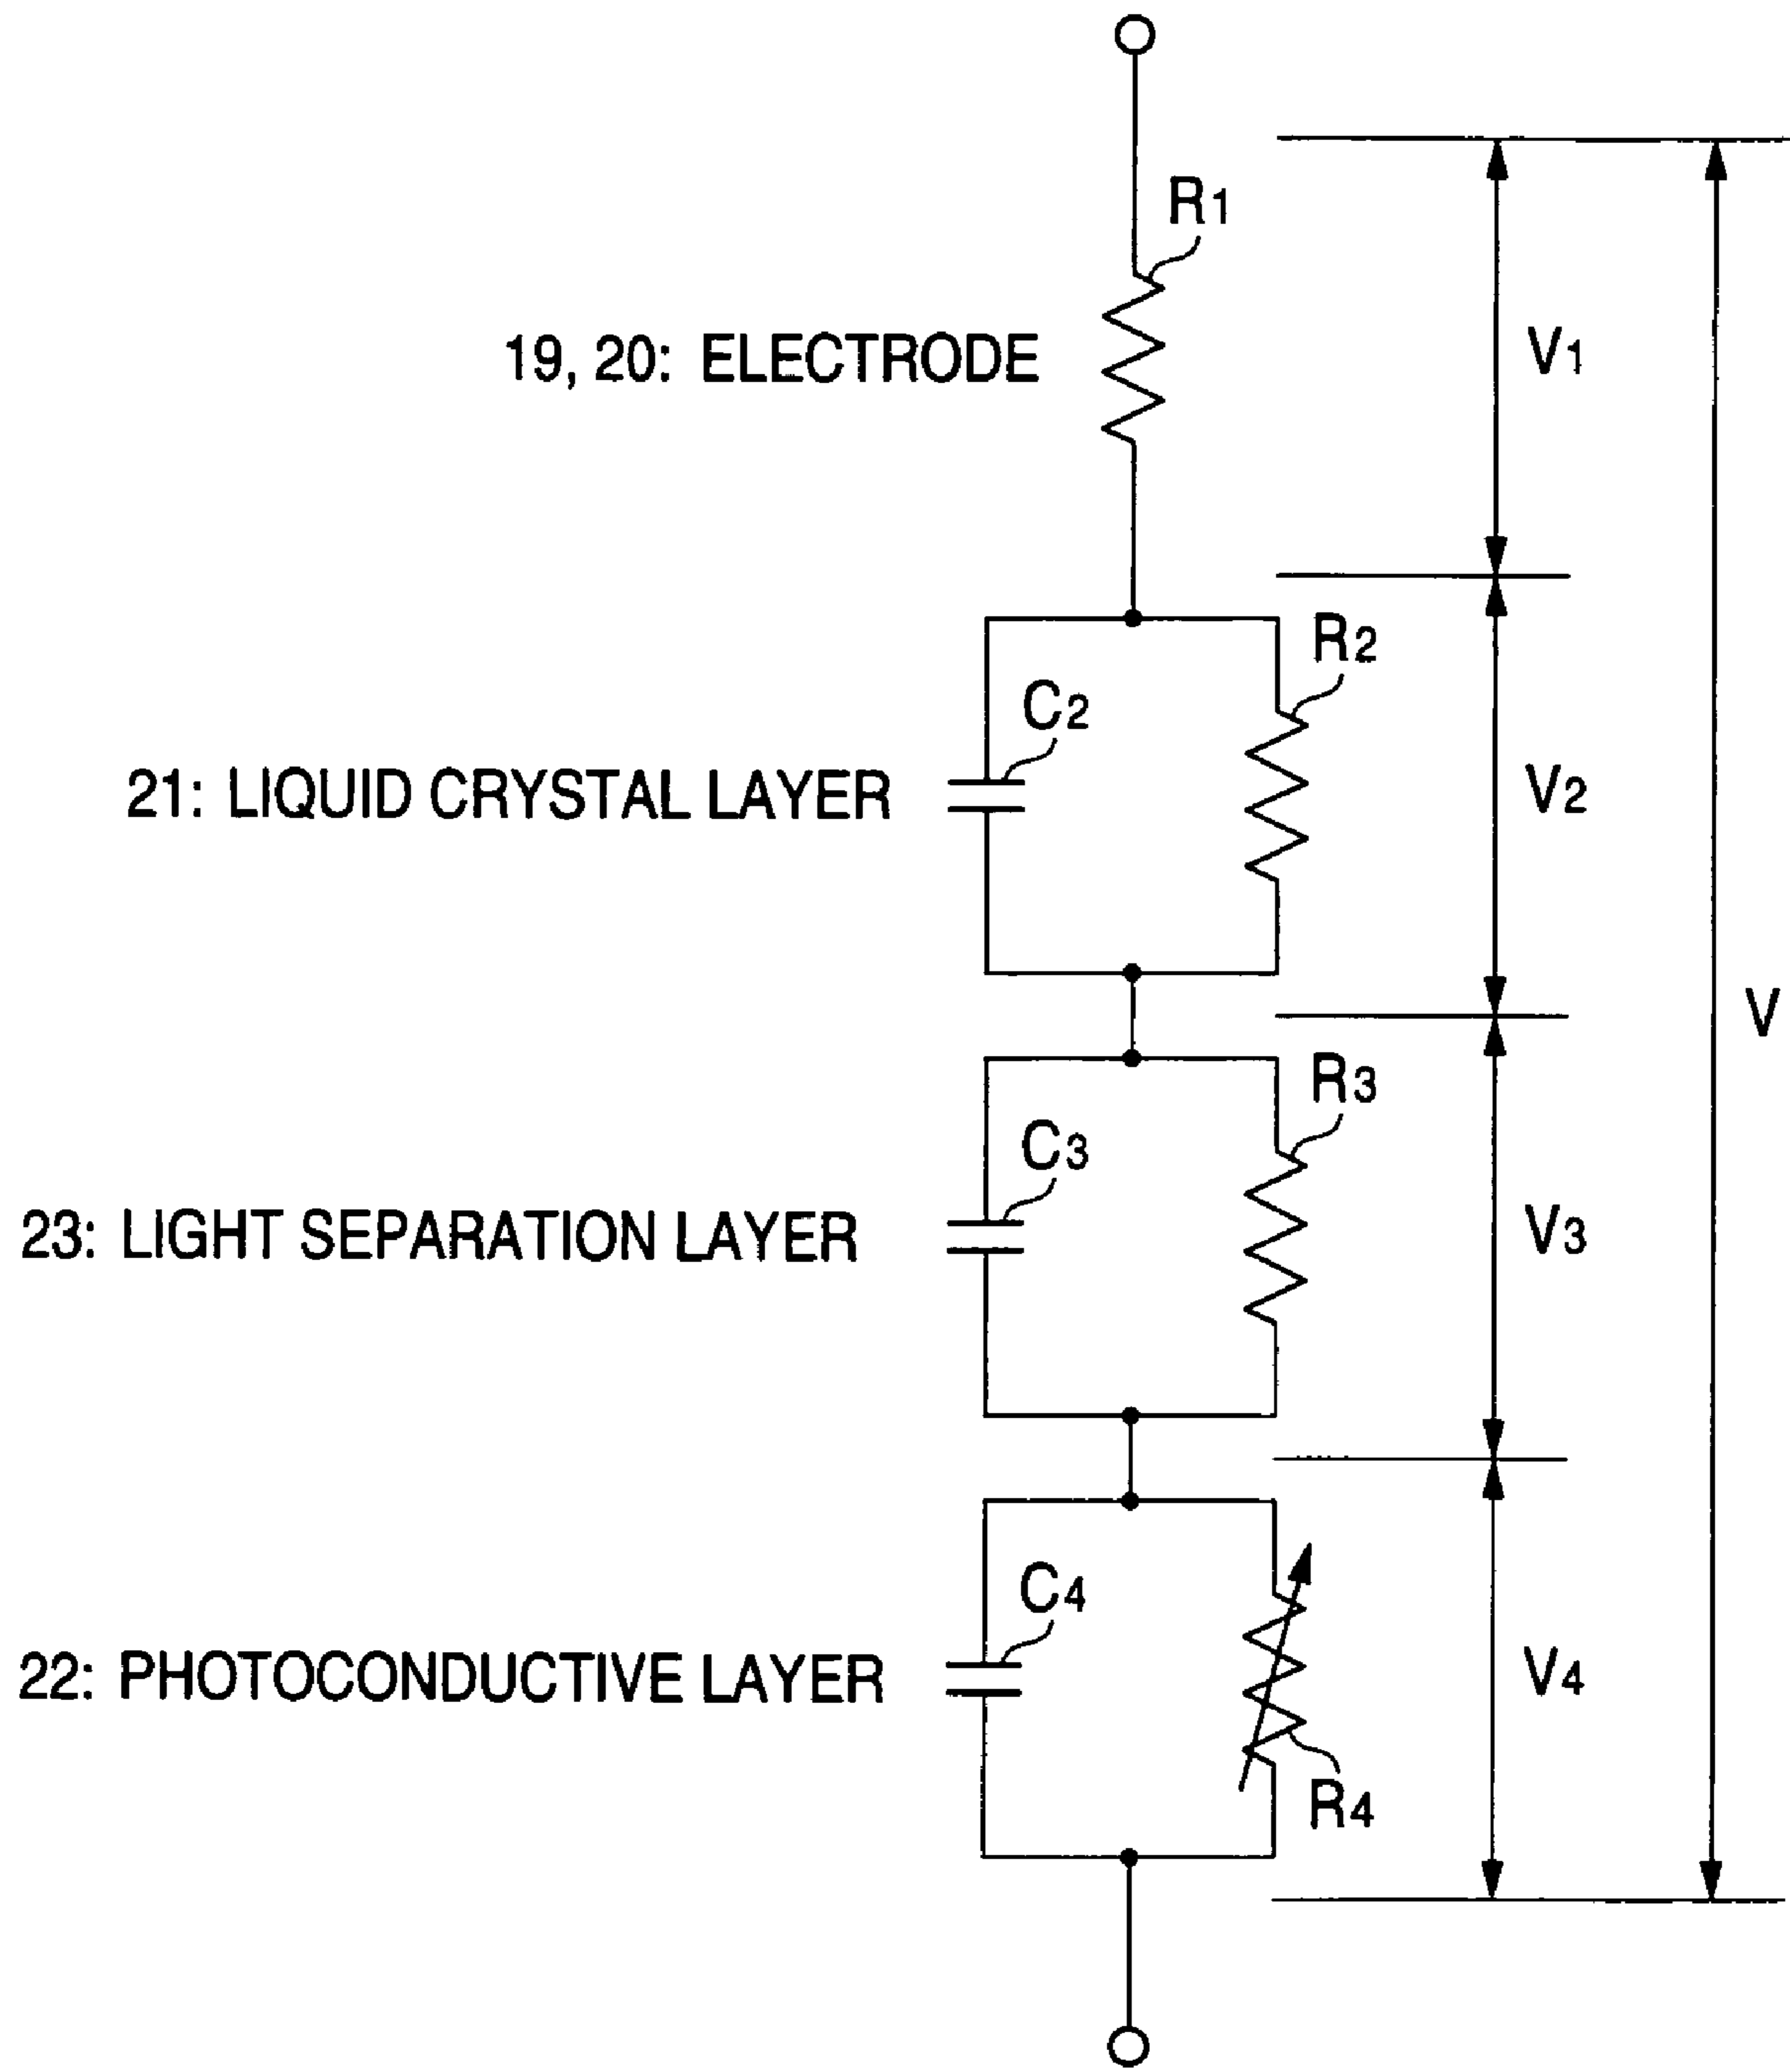 R1
19, 20: ELECTRODE
V1
R2
C2
21: LIQUID CRYSTAL LAYER
V2
V
R3
C3
23: LIGHT SEPARATION LAYER
V3
C4
22: PHOTOCONDUCTIVE LAYER
V4
R4